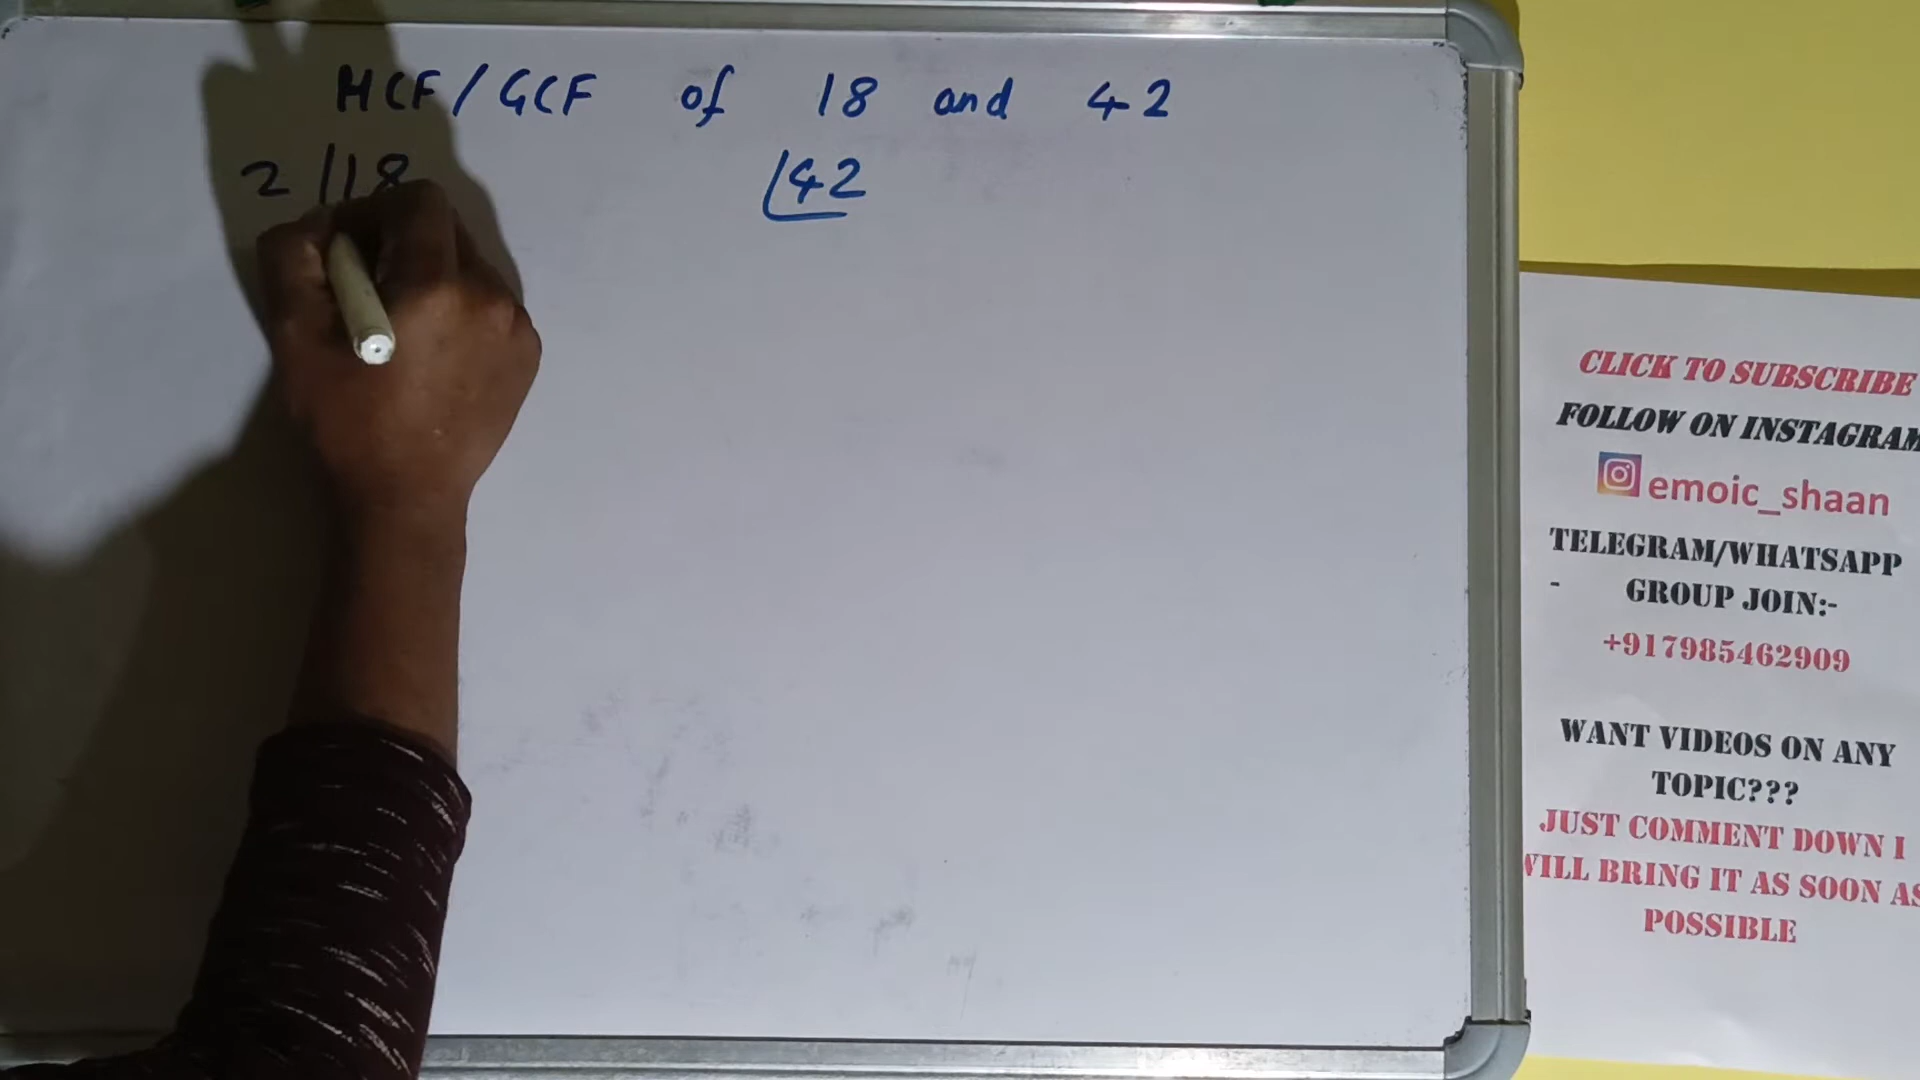 HCF/GCF of 18 and 42
2 18 42
CLICK TO SUBSCRIBE
FOLLOW ON INSTAGRAM
emoic_shaan
TELEGRAM/WHATSAPP
- GROUP JOIN:-
+917985462909
WANT VIDEOS ON ANY
TOPIC???
JUST COMMENT DOWN I
WILL BRING IT AS SOON AS
POSSIBLE